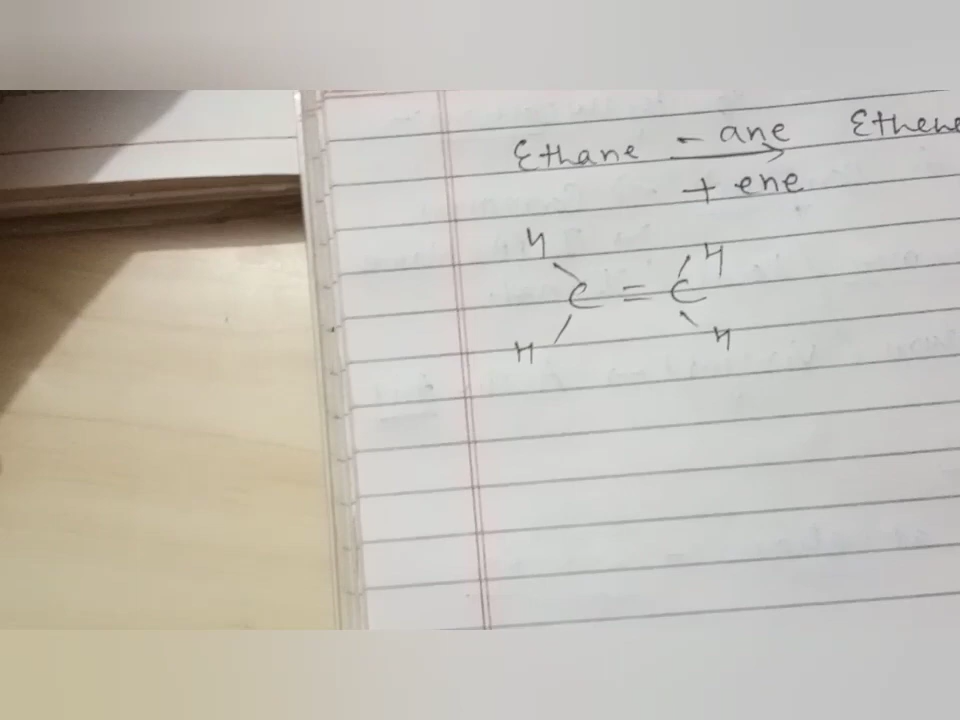 Ethane - ane Ethene
+ ene
H H
C = C
H H